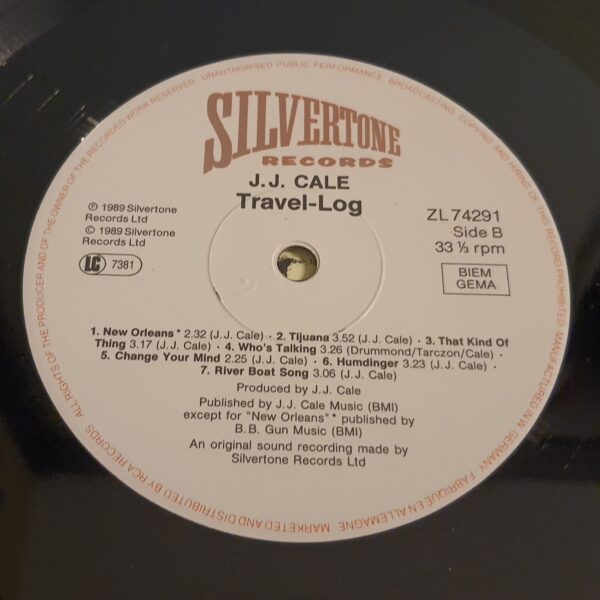 SILVERTONE
RECORDS
J.J. CALE
Travel-Log
℗ 1989 Silvertone
Records Ltd
© 1989 Silvertone
Records Ltd
LC 7381
ZL 74291
Side B
33 ⅓ rpm
BIEM
GEMA
1. New Orleans* 2.32 (J.J. Cale) · 2. Tijuana 3.52 (J.J. Cale) · 3. That Kind Of
Thing 3.17 (J.J. Cale) · 4. Who's Talking 3.26 (Drummond/Tarczon/Cale) ·
5. Change Your Mind 2.25 (J.J. Cale) · 6. Humdinger 3.23 (J.J. Cale) ·
7. River Boat Song 3.06 (J.J. Cale)
Produced by J.J. Cale
Published by J.J. Cale Music (BMI)
except for "New Orleans"* published by
B.B. Gun Music (BMI)
An original sound recording made by
Silvertone Records Ltd
ALL RIGHTS OF THE PRODUCER AND OF THE OWNER OF THE RECORDED WORK RESERVED. UNAUTHORISED PUBLIC PERFORMANCE, BROADCASTING, COPYING AND HIRING OF THIS RECORD PROHIBITED. MANUFACTURED IN W. GERMANY. FABRIQUE EN ALLEMAGNE · MARKETED AND DISTRIBUTED BY RCA RECORDS